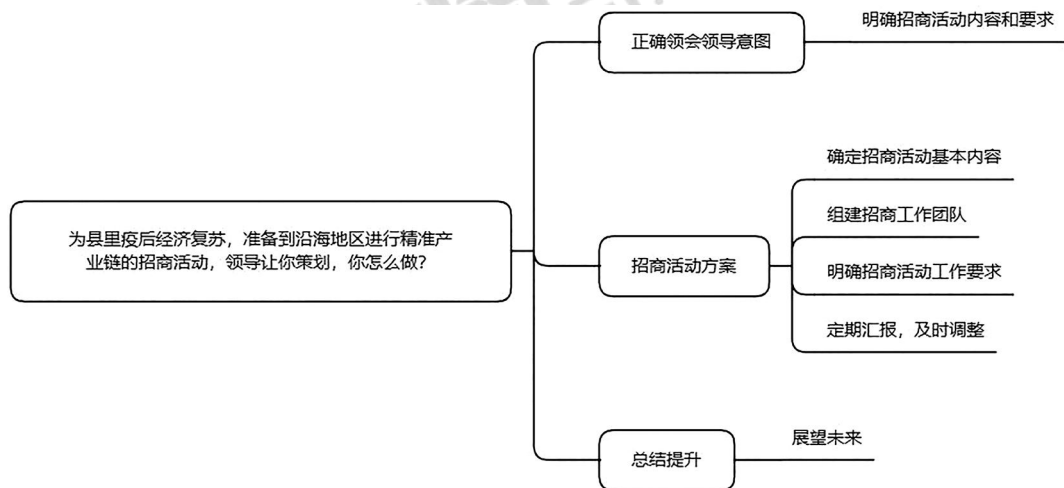 为县里疫后经济复苏，准备到沿海地区进行精准产
业链的招商活动，领导让你策划，你怎么做？
正确领会领导意图
明确招商活动内容和要求
招商活动方案
确定招商活动基本内容
组建招商工作团队
明确招商活动工作要求
定期汇报，及时调整
总结提升
展望未来